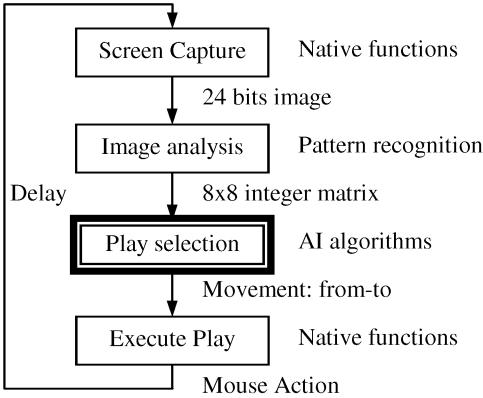 Screen Capture
Native functions
24 bits image
Image analysis
Pattern recognition
Delay
8x8 integer matrix
Play selection
AI algorithms
Movement: from-to
Execute Play
Native functions
Mouse Action